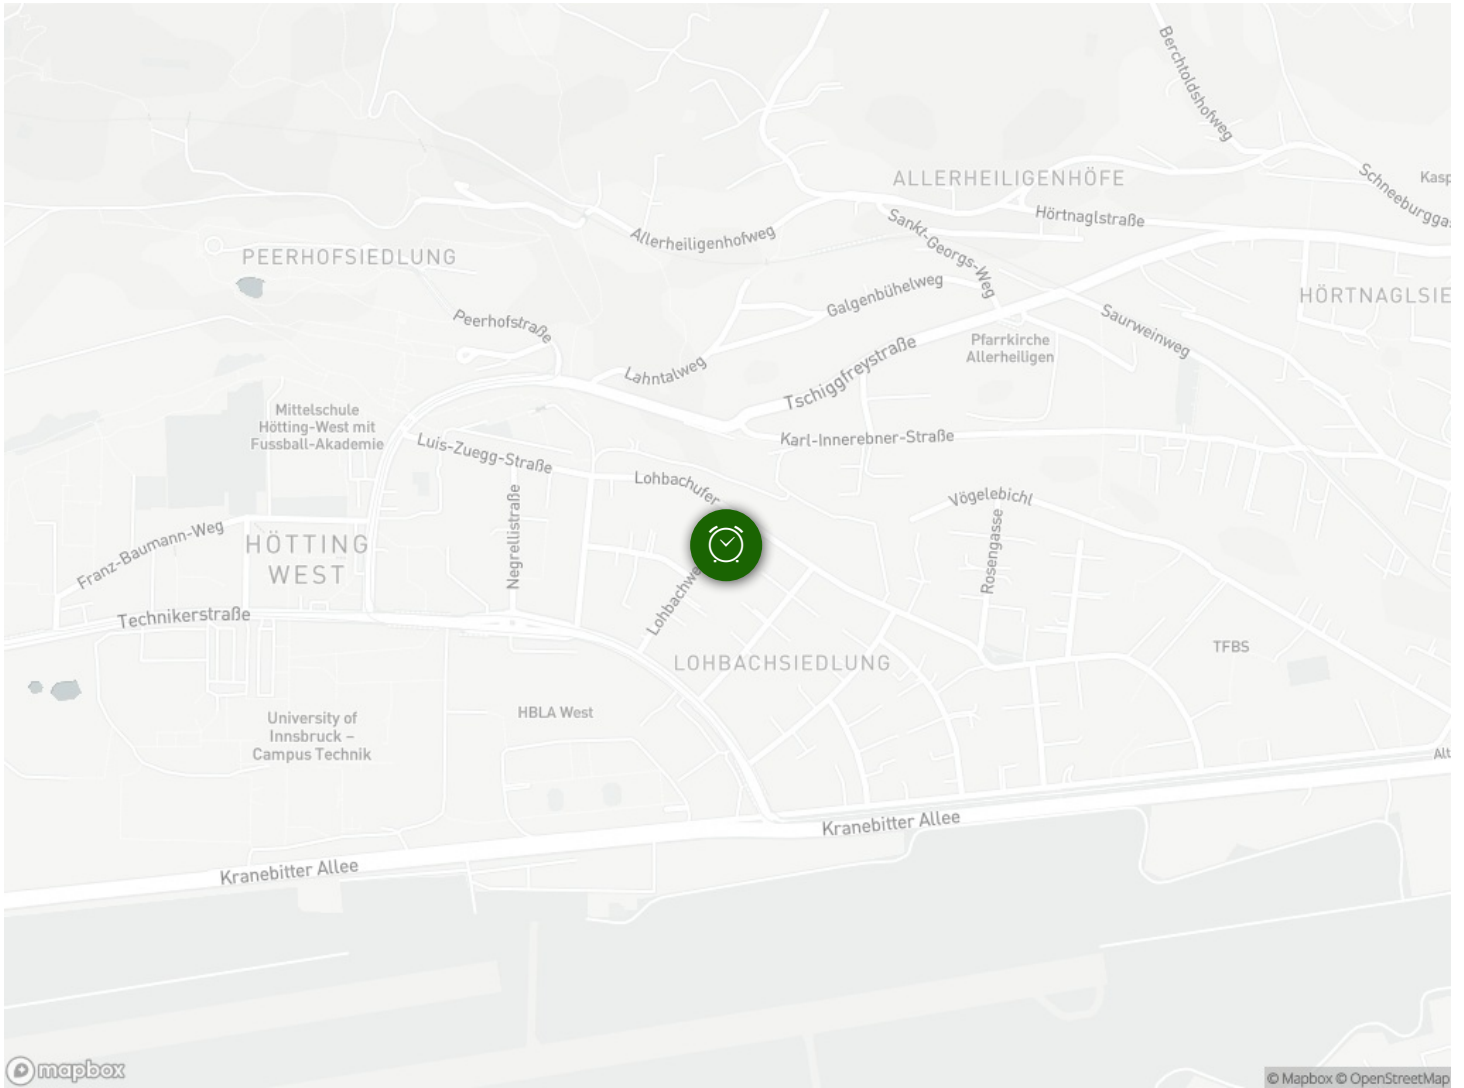 Berchtoldshofweg
ALLERHEILIGENHÖFE
Kasp
Schneeburggas
Hörtnaglstraße
Sankt-Georgs-Weg
Allerheiligenhofweg
PEERHOFSIEDLUNG
Galgenbühelweg
HÖRTNAGLSIE
Peerhofstraße
Saurweinweg
Pfarrkirche
Allerheiligen
Tschiggfreystraße
Lahntalweg
Mittelschule
Hötting-West mit
Fussball-Akademie
Luis-Zuegg-Straße
Karl-Innerebner-Straße
Lohbachufer
Vögelebichl
Negrellistraße
Rosengasse
Franz-Baumann-Weg
HÖTTING
WEST
Lohbachwe
Technikerstraße
TFBS
LOHBACHSIEDLUNG
HBLA West
University of
Innsbruck –
Campus Technik
Alt
Kranebitter Allee
Kranebitter Allee
mapbox
© Mapbox © OpenStreetMap